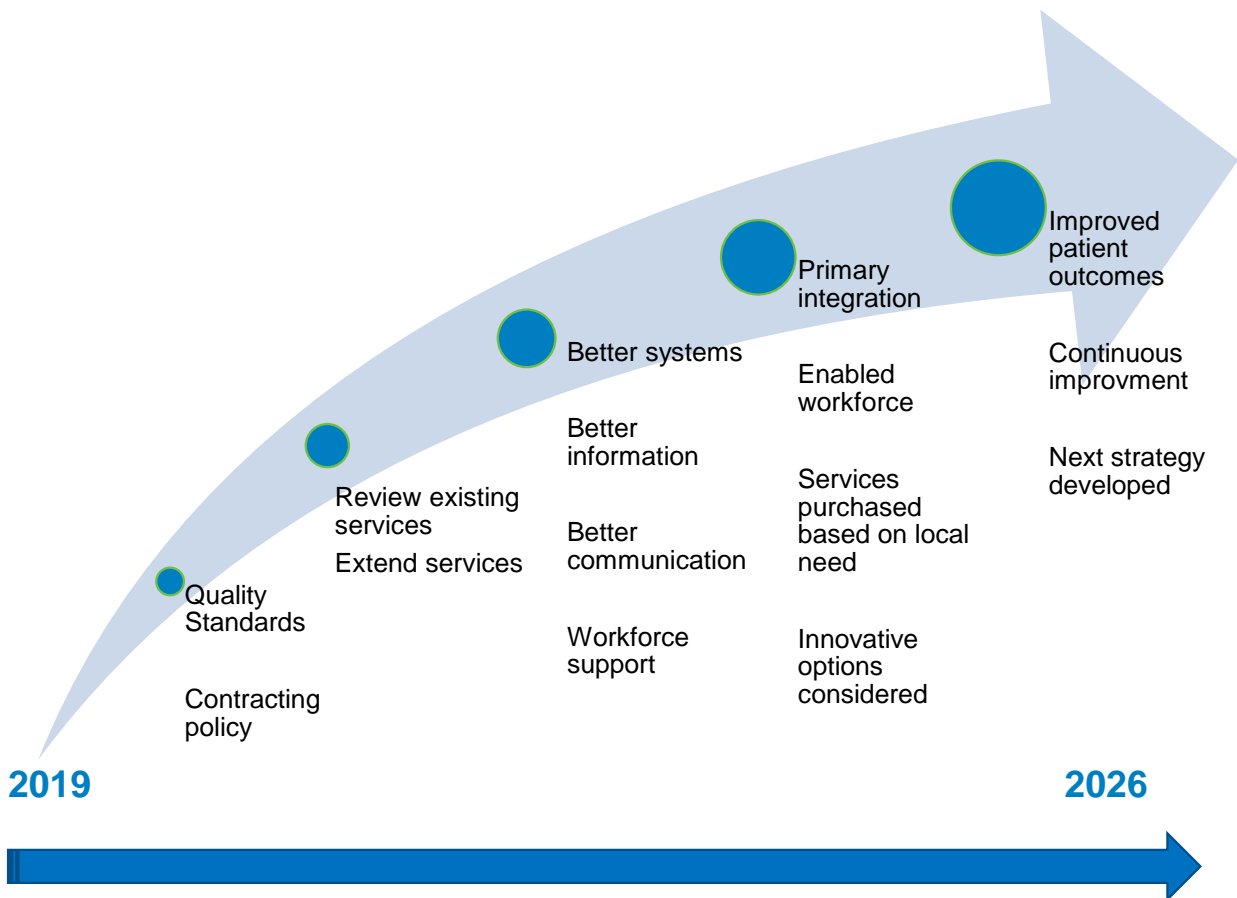 Quality
Standards
Contracting
policy
Review existing
services
Extend services
Better systems
Better
information
Better
communication
Workforce
support
Primary
integration
Enabled
workforce
Services
purchased
based on local
need
Innovative
options
considered
Improved
patient
outcomes
Continuous
improvment
Next strategy
developed
2019
2026